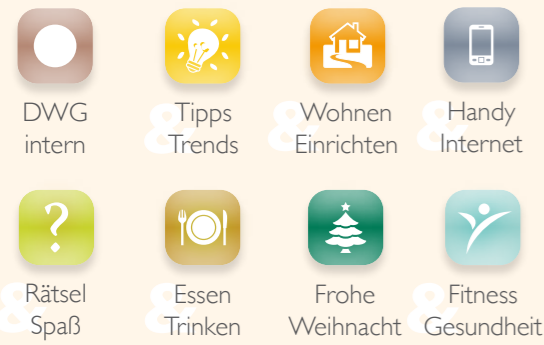 DWG
intern
&
Tipps
Trends
&
Wohnen
Einrichten
&
Handy
Internet
?
&
Rätsel
Spaß
&
Essen
Trinken
Frohe
Weihnacht
&
Fitness
Gesundheit